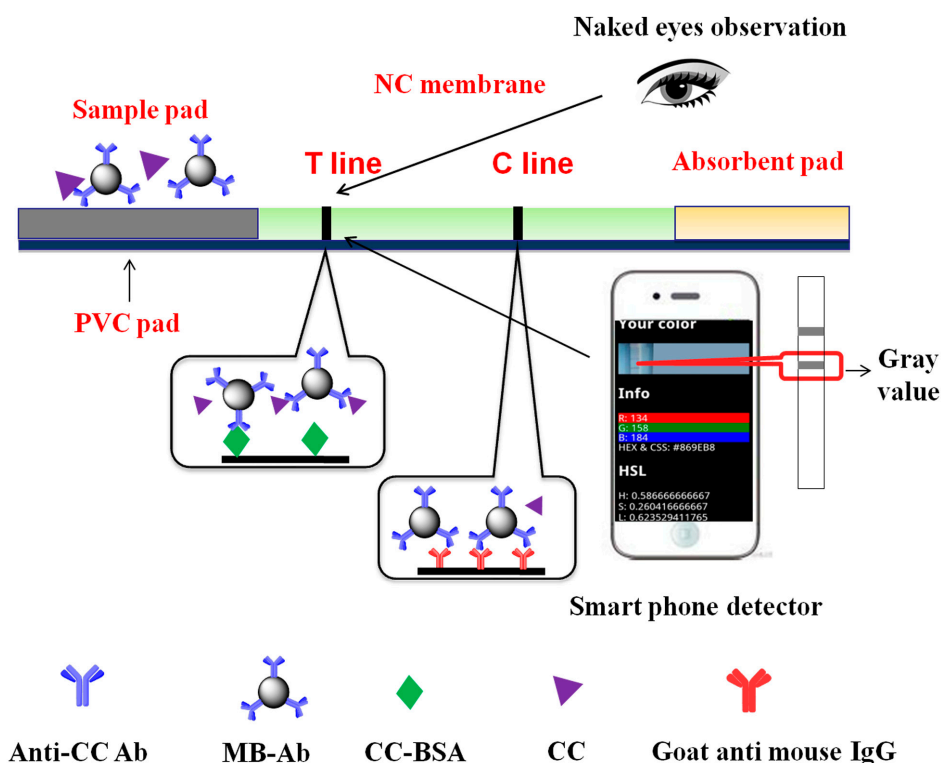 Naked eyes observation
NC membrane
Sample pad
T line
C line
Absorbent pad
PVC pad
Your color
Info
R: 134
G: 158
B: 184
HEX & CSS: #869EB8
HSL
H: 0.586666666667
S: 0.260416666667
L: 0.623529411765
Gray
value
Smart phone detector
Anti-CC Ab
MB-Ab
CC-BSA
CC
Goat anti mouse IgG